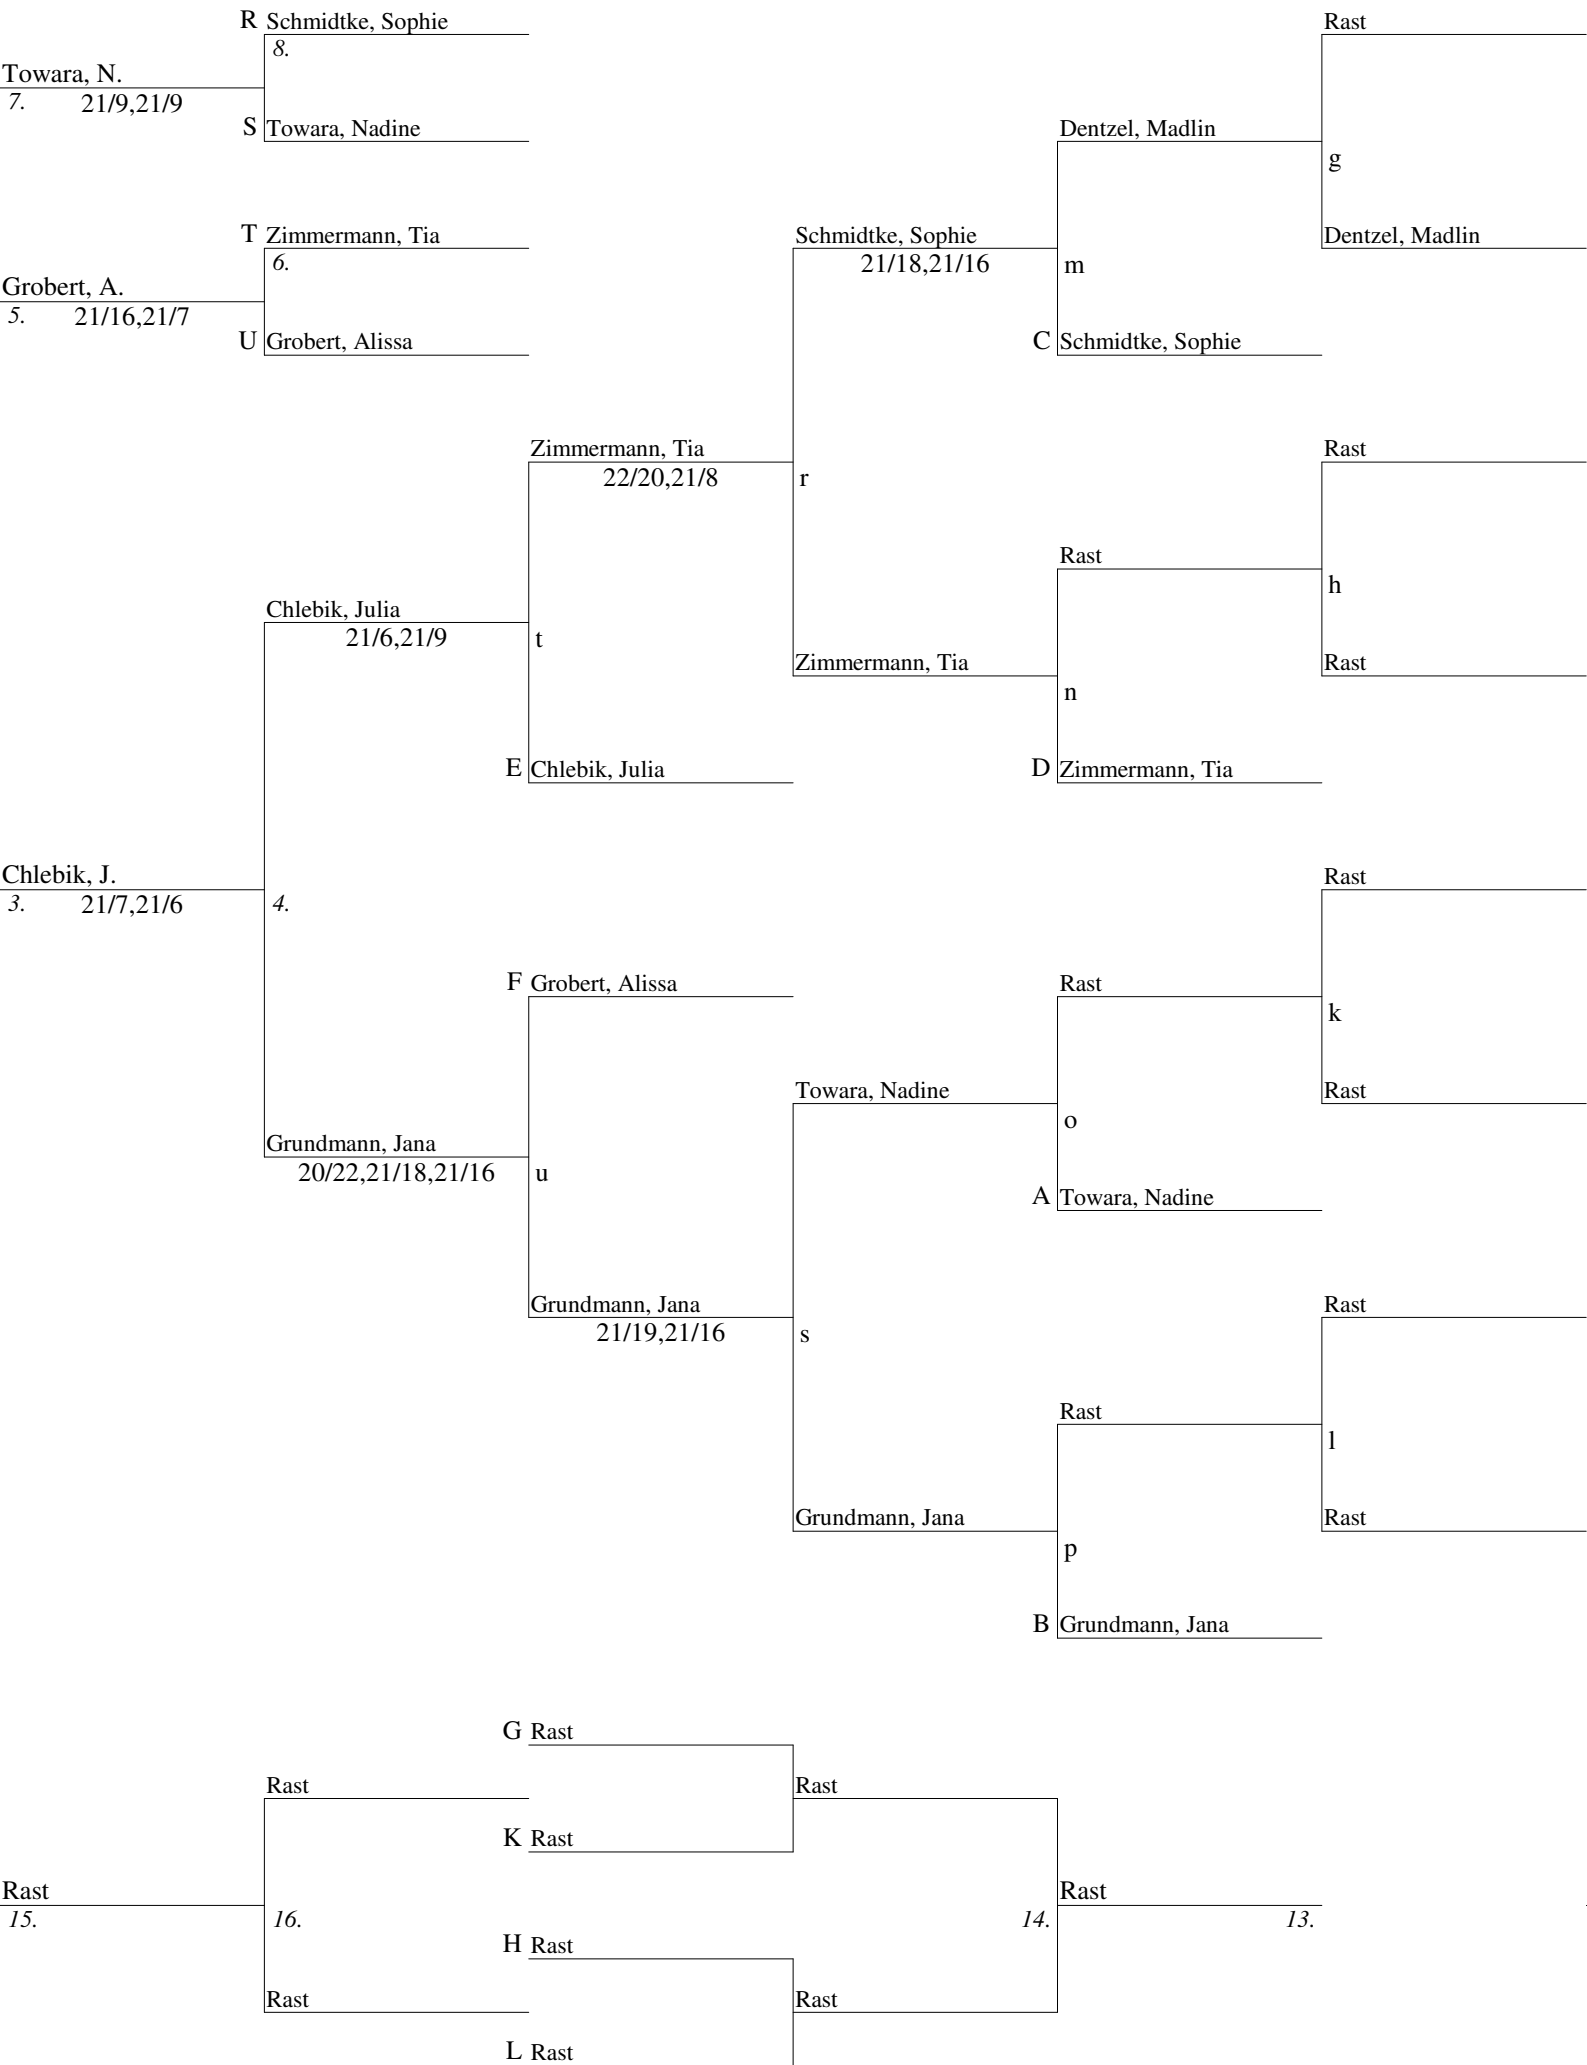 R Schmidtke, Sophie Rast
8.
Towara, N.
7. 21/9,21/9
S Towara, Nadine Dentzel, Madlin
g
T Zimmermann, Tia Schmidtke, Sophie Dentzel, Madlin
6. 21/18,21/16 m
Grobert, A.
5. 21/16,21/7
U Grobert, Alissa C Schmidtke, Sophie
Zimmermann, Tia Rast
22/20,21/8 r
Rast
h
Chlebik, Julia
21/6,21/9 t
Zimmermann, Tia Rast
n
E Chlebik, Julia D Zimmermann, Tia
Chlebik, J. Rast
3. 21/7,21/6 4.
F Grobert, Alissa Rast
k
Towara, Nadine Rast
o
Grundmann, Jana
20/22,21/18,21/16 u
A Towara, Nadine
Grundmann, Jana Rast
21/19,21/16 s
Rast
l
Grundmann, Jana Rast
p
B Grundmann, Jana
G Rast
Rast Rast
K Rast
Rast Rast
15. 16. 14. 13.
H Rast
Rast Rast
L Rast